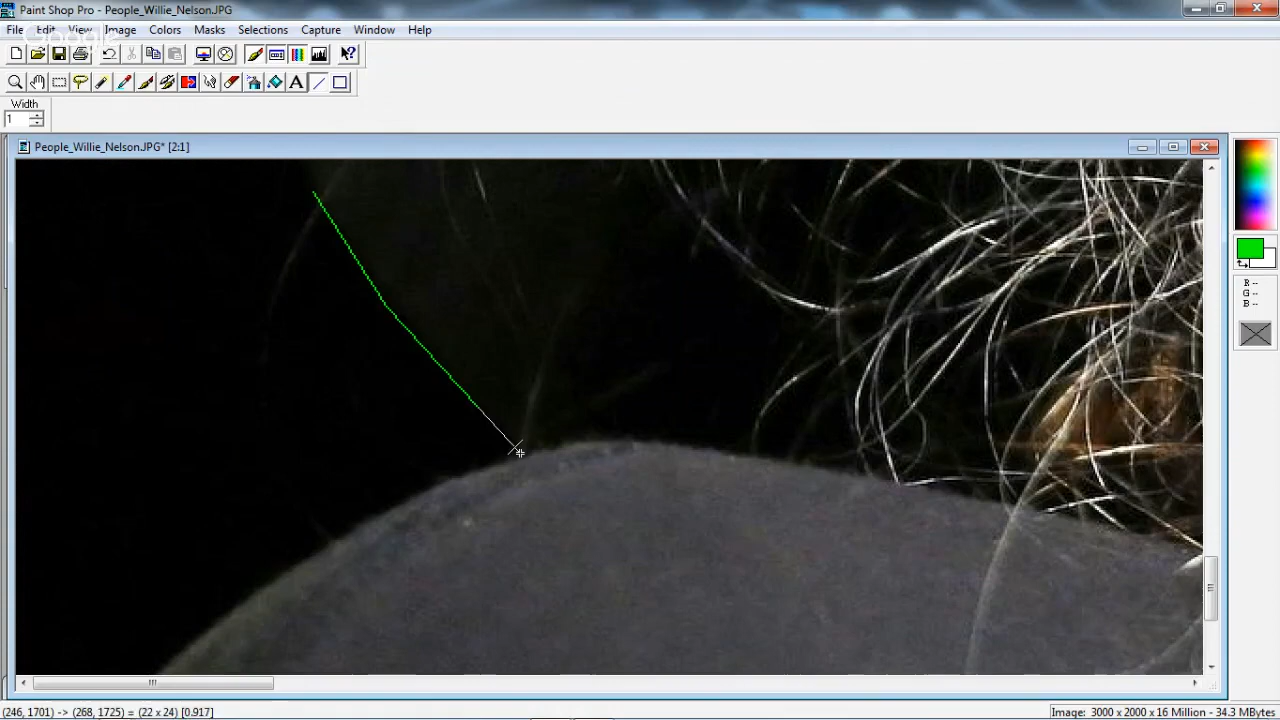 Paint Shop Pro - People_Willie_Nelson.JPG
File Edit View Image Colors Masks Selections Capture Window Help
Google
A
Width
1
People_Willie_Nelson.JPG* [2:1]
R --
G --
B --
(246, 1701) -> (268, 1725) = (22 x 24) [0.917]
Image: 3000 x 2000 x 16 Million - 34.3 MBytes